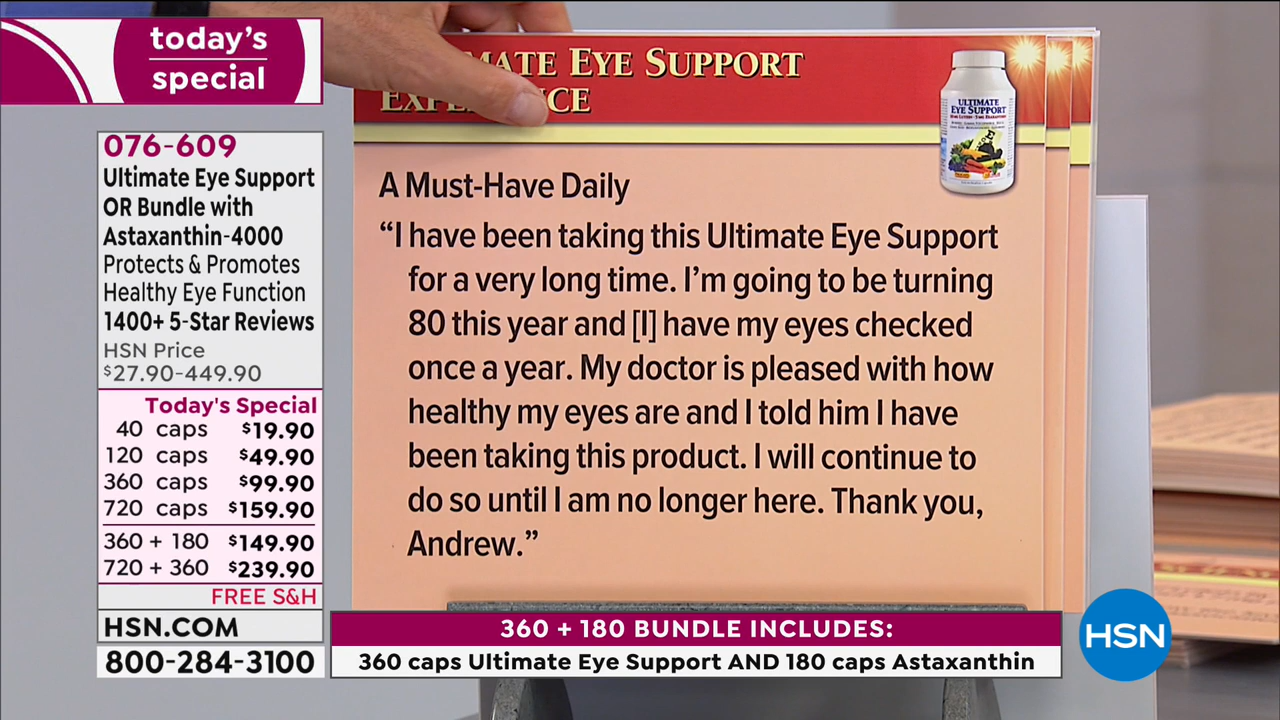 today's
special
076-609
Ultimate Eye Support
OR Bundle with
Astaxanthin-4000
Protects & Promotes
Healthy Eye Function
1400+ 5-Star Reviews
HSN Price
$27.90-449.90
Today's Special
40 caps $19.90
120 caps $49.90
360 caps $99.90
720 caps $159.90
360 + 180 $149.90
720 + 360 $239.90
FREE S&H
HSN.COM
800-284-3100
EYE SUPPORT
ULTIMATE
EYE SUPPORT
A Must-Have Daily
“I have been taking this Ultimate Eye Support
for a very long time. I’m going to be turning
80 this year and [I] have my eyes checked
once a year. My doctor is pleased with how
healthy my eyes are and I told him I have
been taking this product. I will continue to
do so until I am no longer here. Thank you,
Andrew.”
360 + 180 BUNDLE INCLUDES:
360 caps Ultimate Eye Support AND 180 caps Astaxanthin
HSN